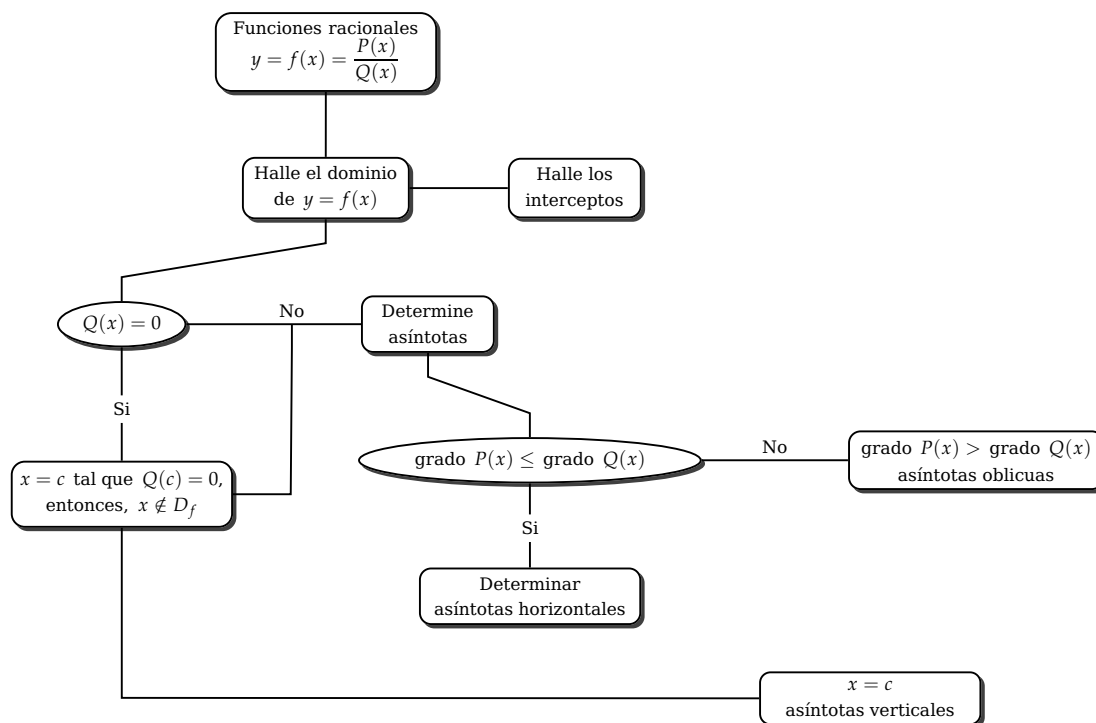 Funciones racionales
y = f(x) = P(x)/Q(x)
Halle el dominio
de y = f(x)
Halle los
interceptos
Q(x) = 0
No
Determine
asíntotas
Si
grado P(x) ≤ grado Q(x)
No
grado P(x) > grado Q(x)
asíntotas oblicuas
x = c tal que Q(c) = 0,
entonces, x ∉ D_f
Si
Determinar
asíntotas horizontales
x = c
asíntotas verticales